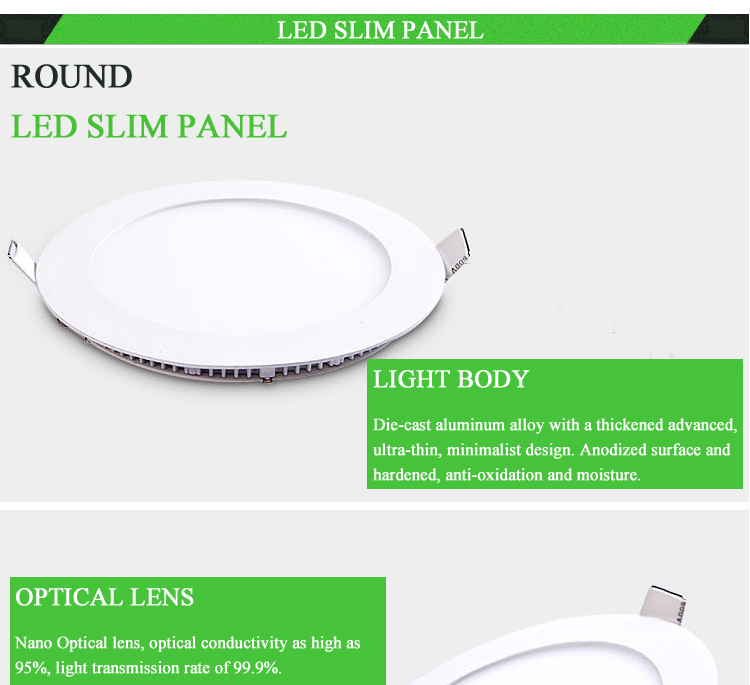 LED SLIM PANEL
ROUND
LED SLIM PANEL
LIGHT BODY
Die-cast aluminum alloy with a thickened advanced,
ultra-thin, minimalist design. Anodized surface and
hardened, anti-oxidation and moisture.
OPTICAL LENS
Nano Optical lens, optical conductivity as high as
95%, light transmission rate of 99.9%.